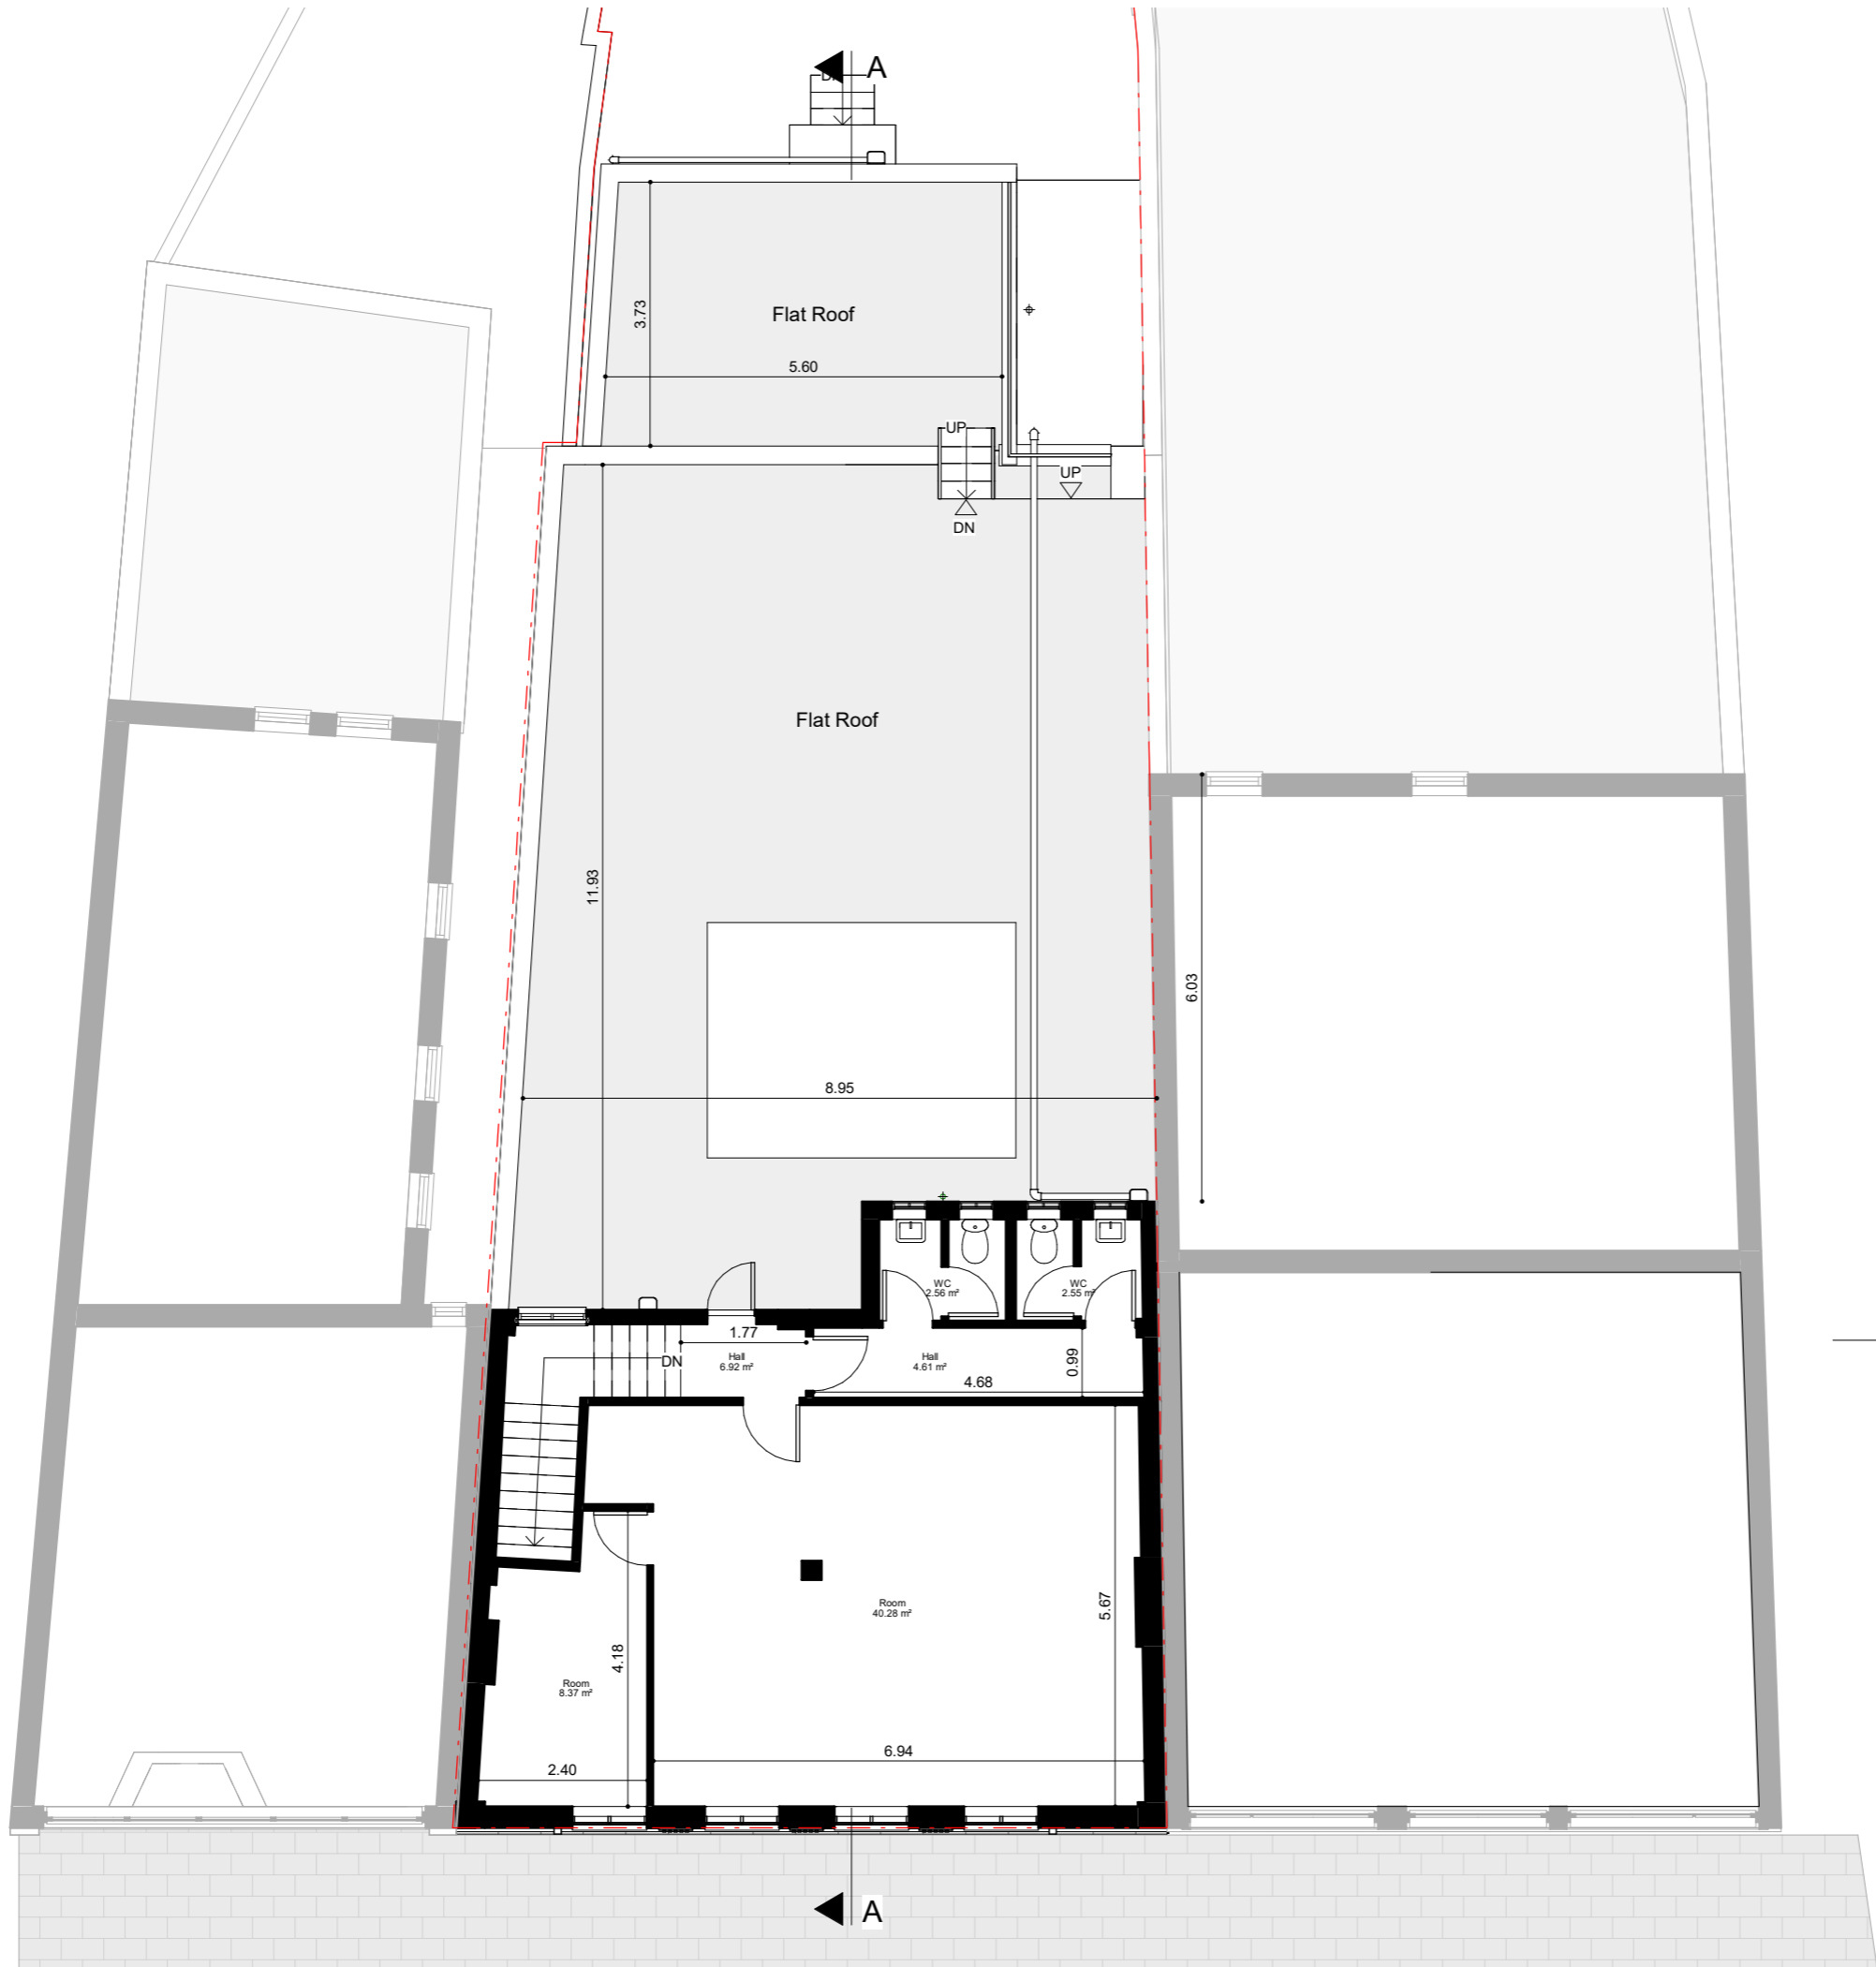 A
DN
3.73
Flat Roof
5.60
UP
UP
DN
Flat Roof
11.93
6.03
8.95
WC
2.56 m²
WC
2.55 m²
1.77
DN
Hall
6.92 m²
Hall
4.61 m²
0.99
4.68
Room
40.28 m²
5.67
4.18
Room
8.37 m²
6.94
2.40
A